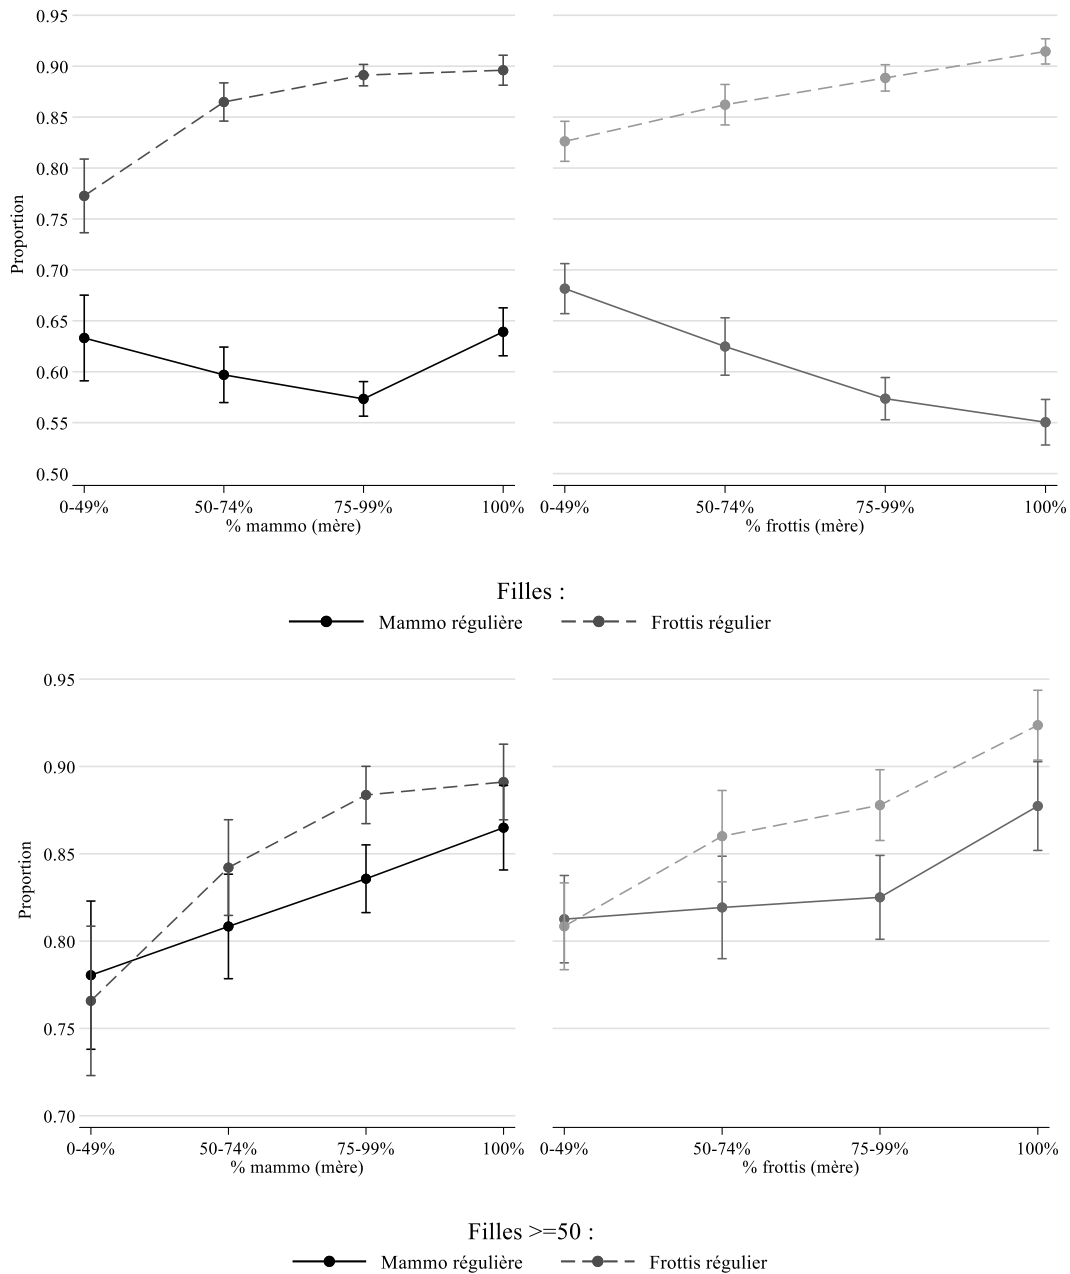 0.95
0.90
0.85
0.80
0.75
0.70
0.65
0.60
0.55
0.50
Proportion
0-49% 50-74% 75-99% 100%
% mammo (mère)
0-49% 50-74% 75-99% 100%
% frottis (mère)
Filles :
Mammo régulière Frottis régulier
0.95
0.90
0.85
0.80
0.75
0.70
Proportion
0-49% 50-74% 75-99% 100%
% mammo (mère)
0-49% 50-74% 75-99% 100%
% frottis (mère)
Filles >=50 :
Mammo régulière Frottis régulier